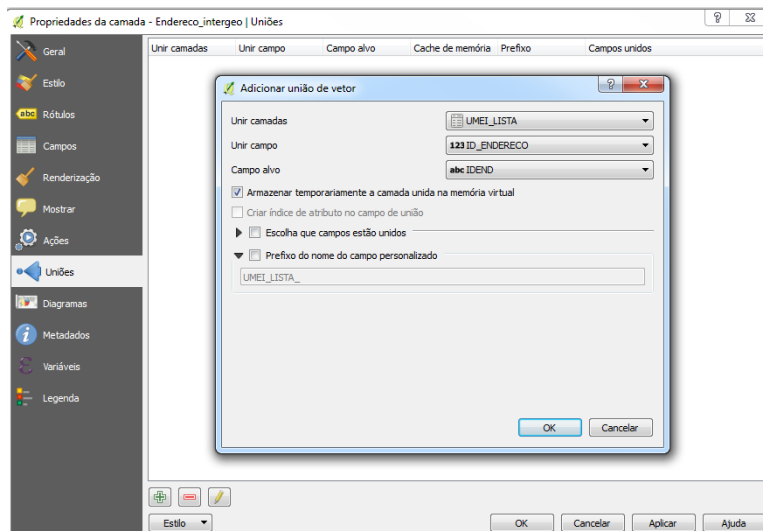 Propriedades da camada - Endereco_intergeo | Uniões
Geral
Estilo
abc Rótulos
Campos
Renderização
Mostrar
Ações
Uniões
Diagramas
Metadados
Variáveis
Legenda
Unir camadas Unir campo Campo alvo Cache de memória Prefixo Campos unidos
Adicionar união de vetor
Unir camadas UMEI_LISTA
Unir campo 123 ID_ENDERECO
Campo alvo abc IDEND
Armazenar temporariamente a camada unida na memória virtual
Criar índice de atributo no campo de união
Escolha que campos estão unidos
Prefixo do nome do campo personalizado
UMEI_LISTA_
OK Cancelar
Estilo OK Cancelar Aplicar Ajuda